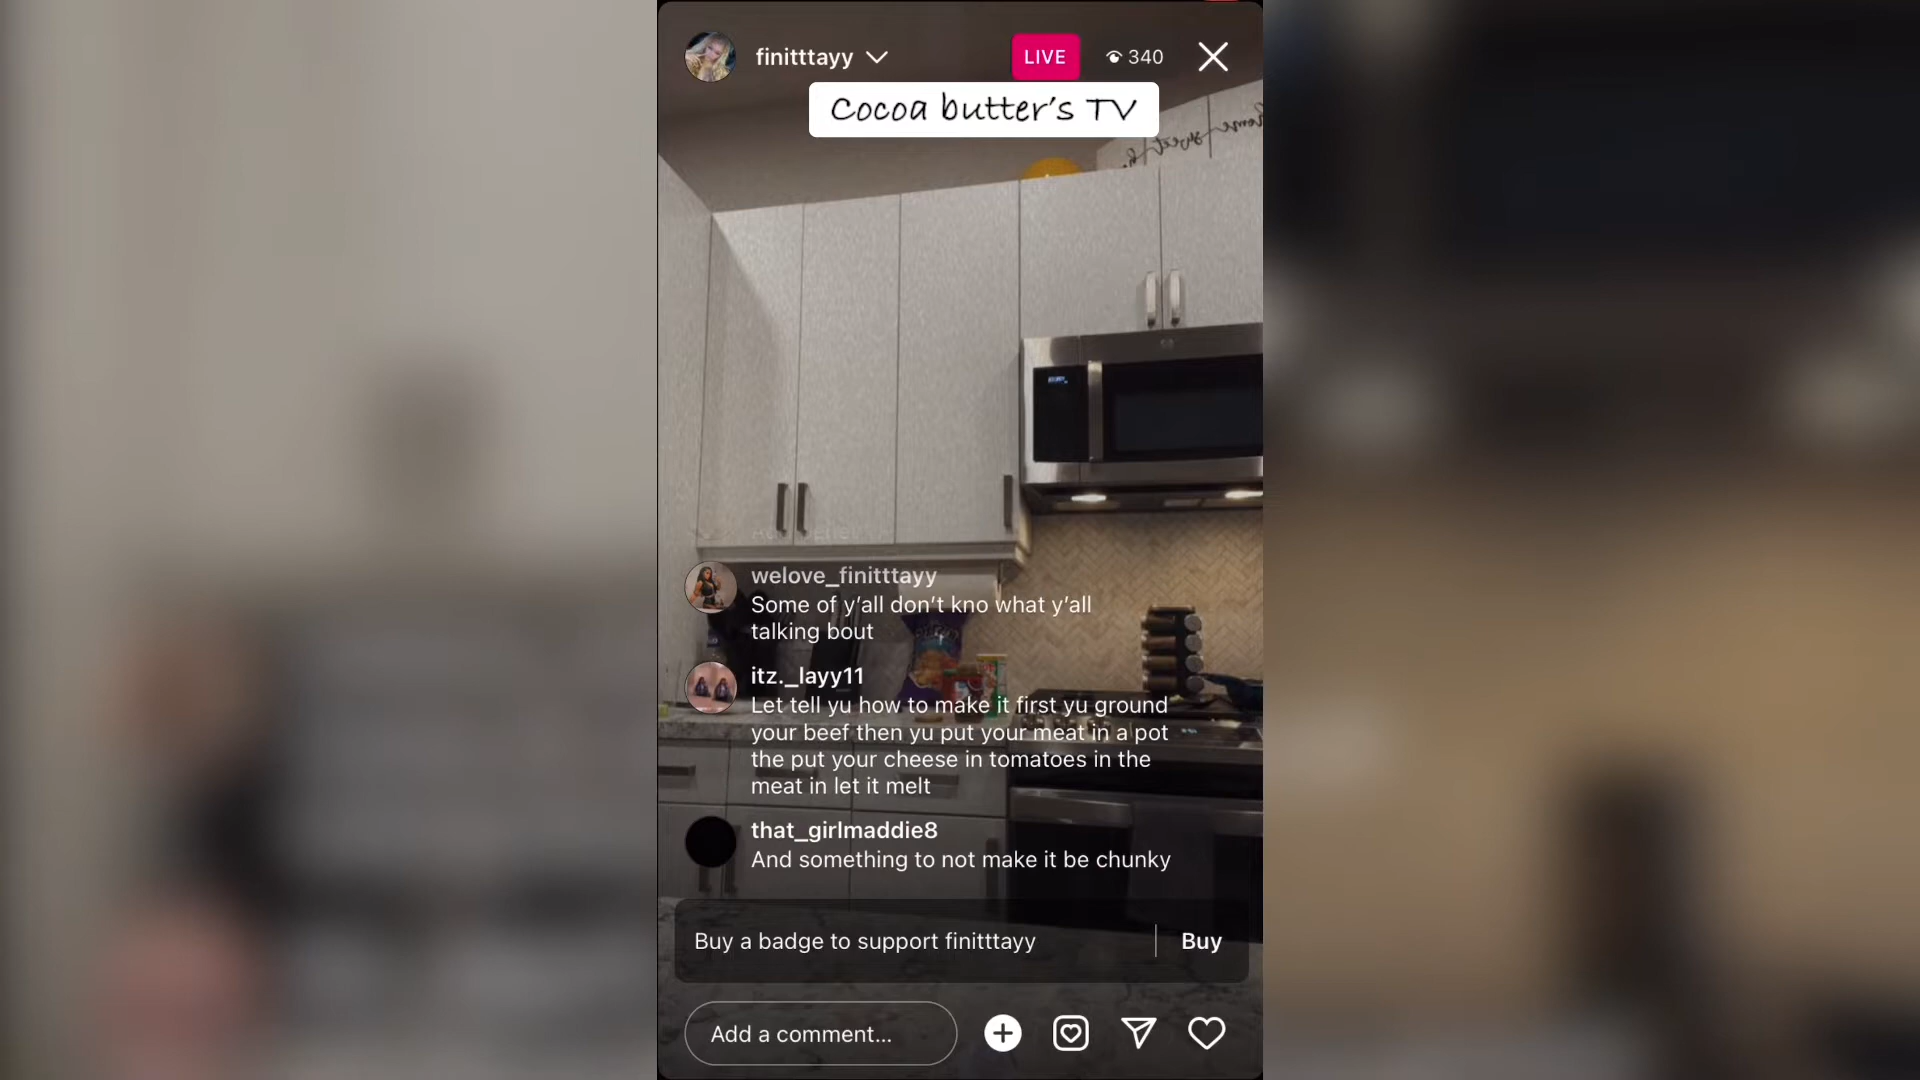 finitttayy
LIVE
340
Cocoa butter's TV
welove_finitttayy
Some of y'all don't kno what y'all
talking bout
itz._layy11
Let tell yu how to make it first yu ground
your beef then yu put your meat in a pot
the put your cheese in tomatoes in the
meat in let it melt
that_girlmaddie8
And something to not make it be chunky
Buy a badge to support finitttayy
Buy
Add a comment...